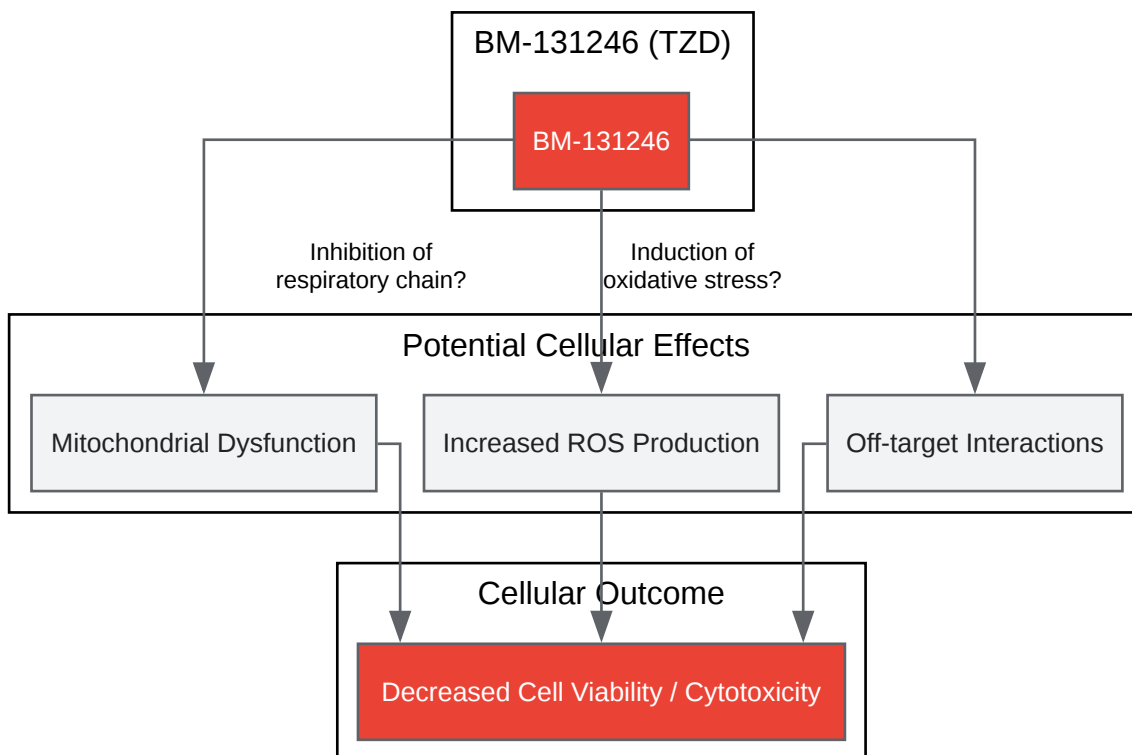 BM-131246 (TZD)
BM-131246
Inhibition of
respiratory chain?
Induction of
oxidative stress?
Potential Cellular Effects
Mitochondrial Dysfunction
Increased ROS Production
Off-target Interactions
Cellular Outcome
Decreased Cell Viability / Cytotoxicity